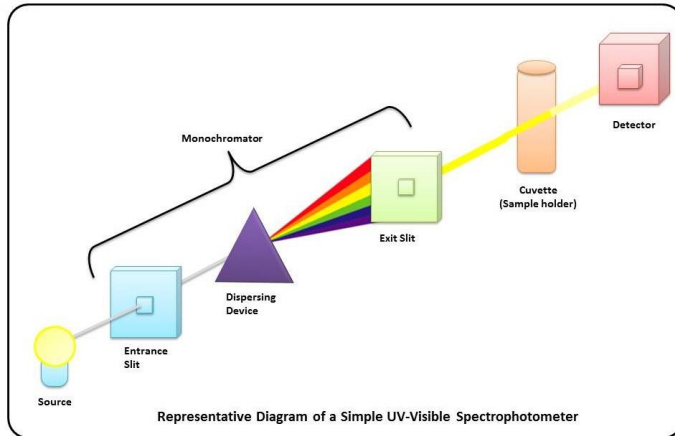 Monochromator
Detector
Cuvette
(Sample holder)
Exit Slit
Dispersing
Device
Entrance
Slit
Source
Representative Diagram of a Simple UV-Visible Spectrophotometer